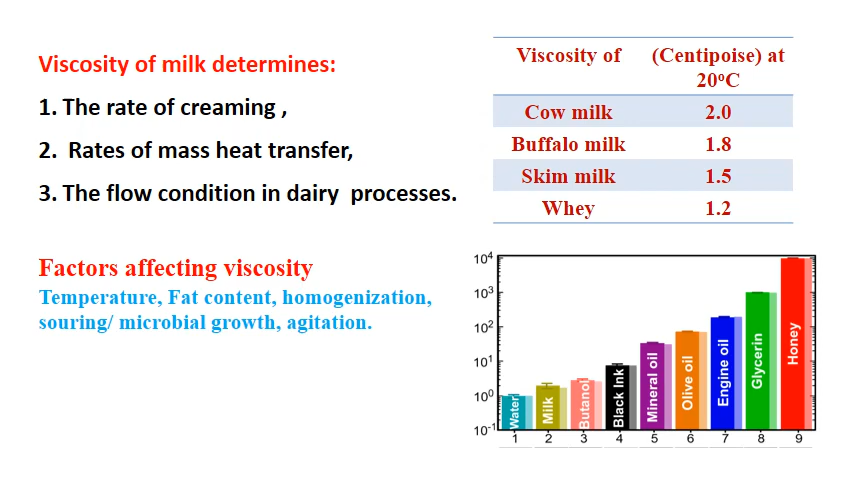 Viscosity of milk determines:
1. The rate of creaming ,
2. Rates of mass heat transfer,
3. The flow condition in dairy processes.
Factors affecting viscosity
Temperature, Fat content, homogenization,
souring/ microbial growth, agitation.
Viscosity of (Centipoise) at
20°C
Cow milk 2.0
Buffalo milk 1.8
Skim milk 1.5
Whey 1.2
10⁴
10³
10²
10¹
10⁰
10⁻¹
Water
Milk
Butanol
Black Ink
Mineral oil
Olive oil
Engine oil
Glycerin
Honey
1 2 3 4 5 6 7 8 9